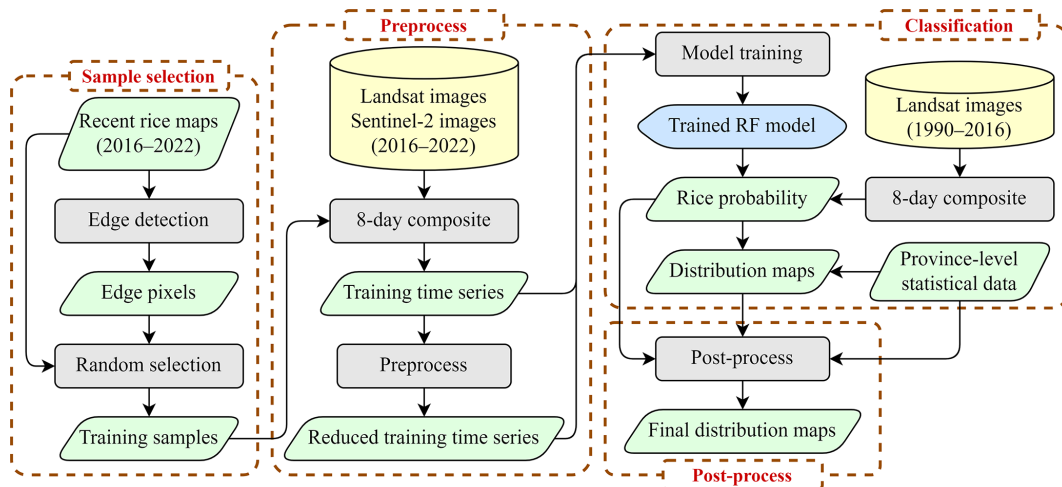 Sample selection
Recent rice maps
(2016–2022)
Edge detection
Edge pixels
Random selection
Training samples
Preprocess
Landsat images
Sentinel-2 images
(2016–2022)
8-day composite
Training time series
Preprocess
Reduced training time series
Classification
Model training
Trained RF model
Rice probability
Distribution maps
Landsat images
(1990–2016)
8-day composite
Province-level
statistical data
Post-process
Final distribution maps
Post-process